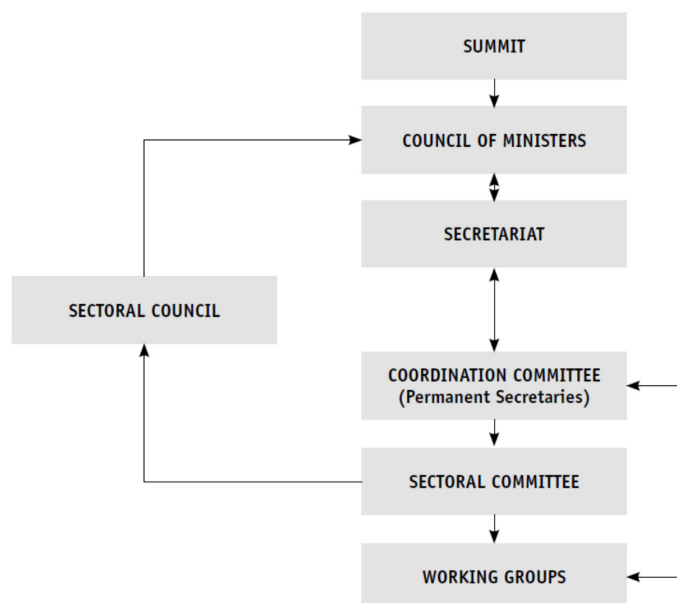 SUMMIT
COUNCIL OF MINISTERS
SECRETARIAT
SECTORAL COUNCIL
COORDINATION COMMITTEE
(Permanent Secretaries)
SECTORAL COMMITTEE
WORKING GROUPS